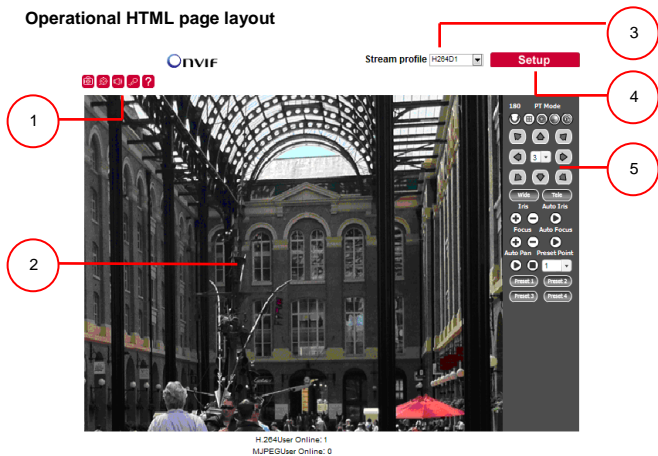 Operational HTML page layout
3
ONVIF
Stream profile H264D1 Setup
?
1
4
180 PT Mode
3
5
Wide Tele
Iris Auto Iris
Focus Auto Focus
2
Auto Pan Preset Point
1
Preset 1 Preset 2
Preset 3 Preset 4
H.264User Online: 1
MJPEGUser Online: 0